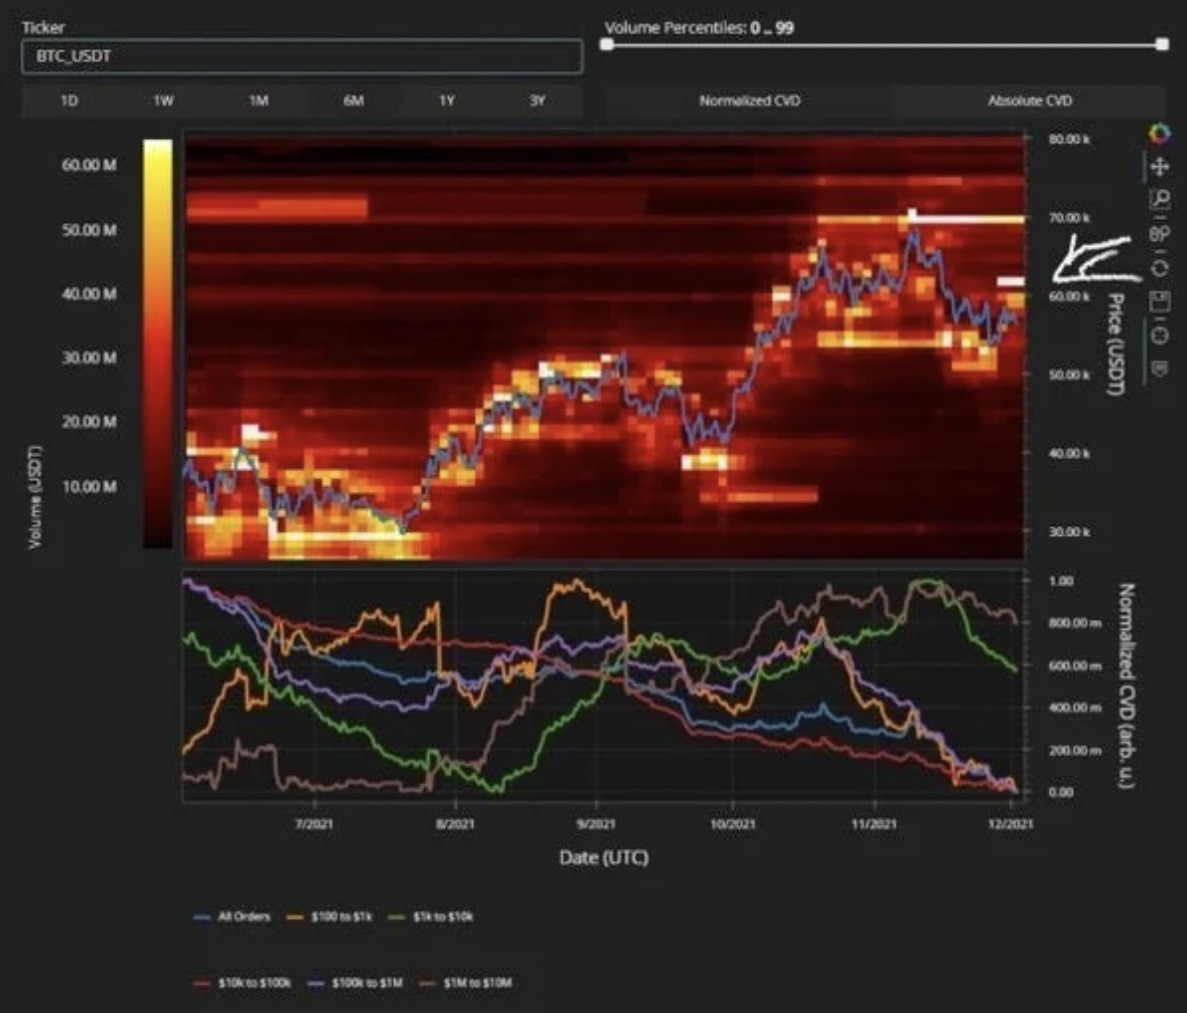 Ticker
Volume Percentiles: 0 .. 99
BTC_USDT
1D 1W 1M 6M 1Y 3Y
Normalized CVD Absolute CVD
60.00 M
50.00 M
40.00 M
30.00 M
20.00 M
10.00 M
Volume (USDT)
80.00 k
70.00 k
60.00 k
50.00 k
40.00 k
30.00 k
Price (USDT)
1.00
800.00 m
600.00 m
400.00 m
200.00 m
0.00
Normalized CVD (arb. u.)
7/2021 8/2021 9/2021 10/2021 11/2021 12/2021
Date (UTC)
All Orders $100 to $1k $1k to $10k
$10k to $100k $100k to $1M $1M to $10M